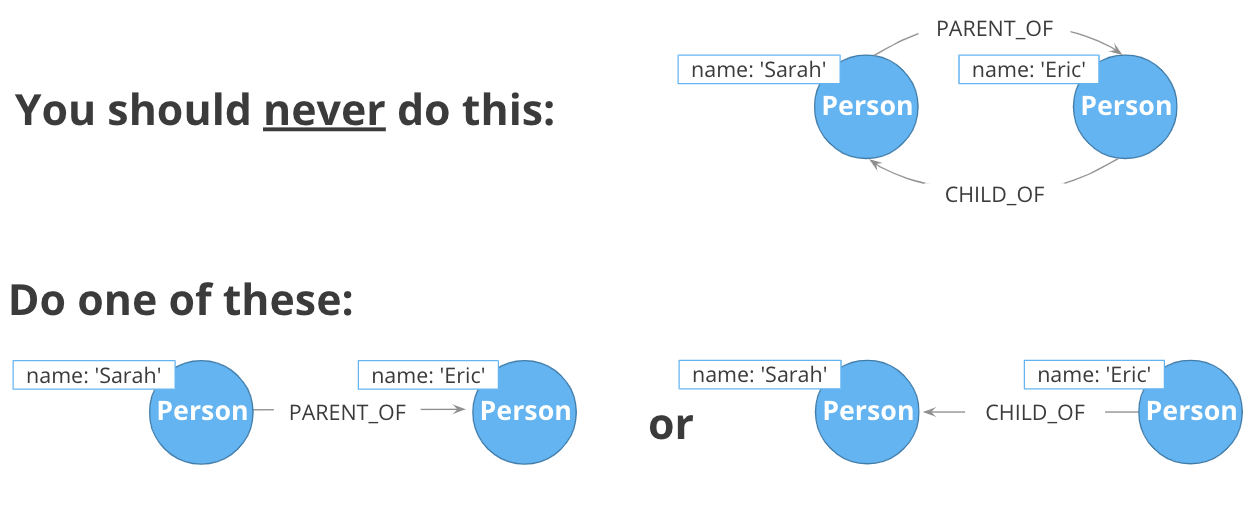 You should never do this:
PARENT_OF
name: 'Sarah'
name: 'Eric'
Person
Person
CHILD_OF
Do one of these:
name: 'Sarah'
name: 'Eric'
Person
PARENT_OF
Person
or
name: 'Sarah'
name: 'Eric'
Person
CHILD_OF
Person